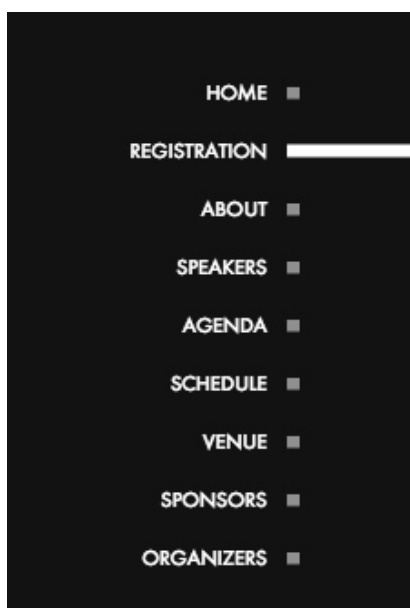 HOME
REGISTRATION
ABOUT
SPEAKERS
AGENDA
SCHEDULE
VENUE
SPONSORS
ORGANIZERS